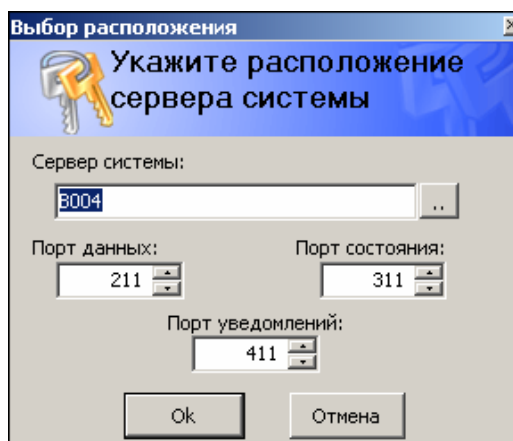 Выбор расположения
Укажите расположение
сервера системы
Сервер системы:
B004
..
Порт данных:
Порт состояния:
211
311
Порт уведомлений:
411
Ok
Отмена